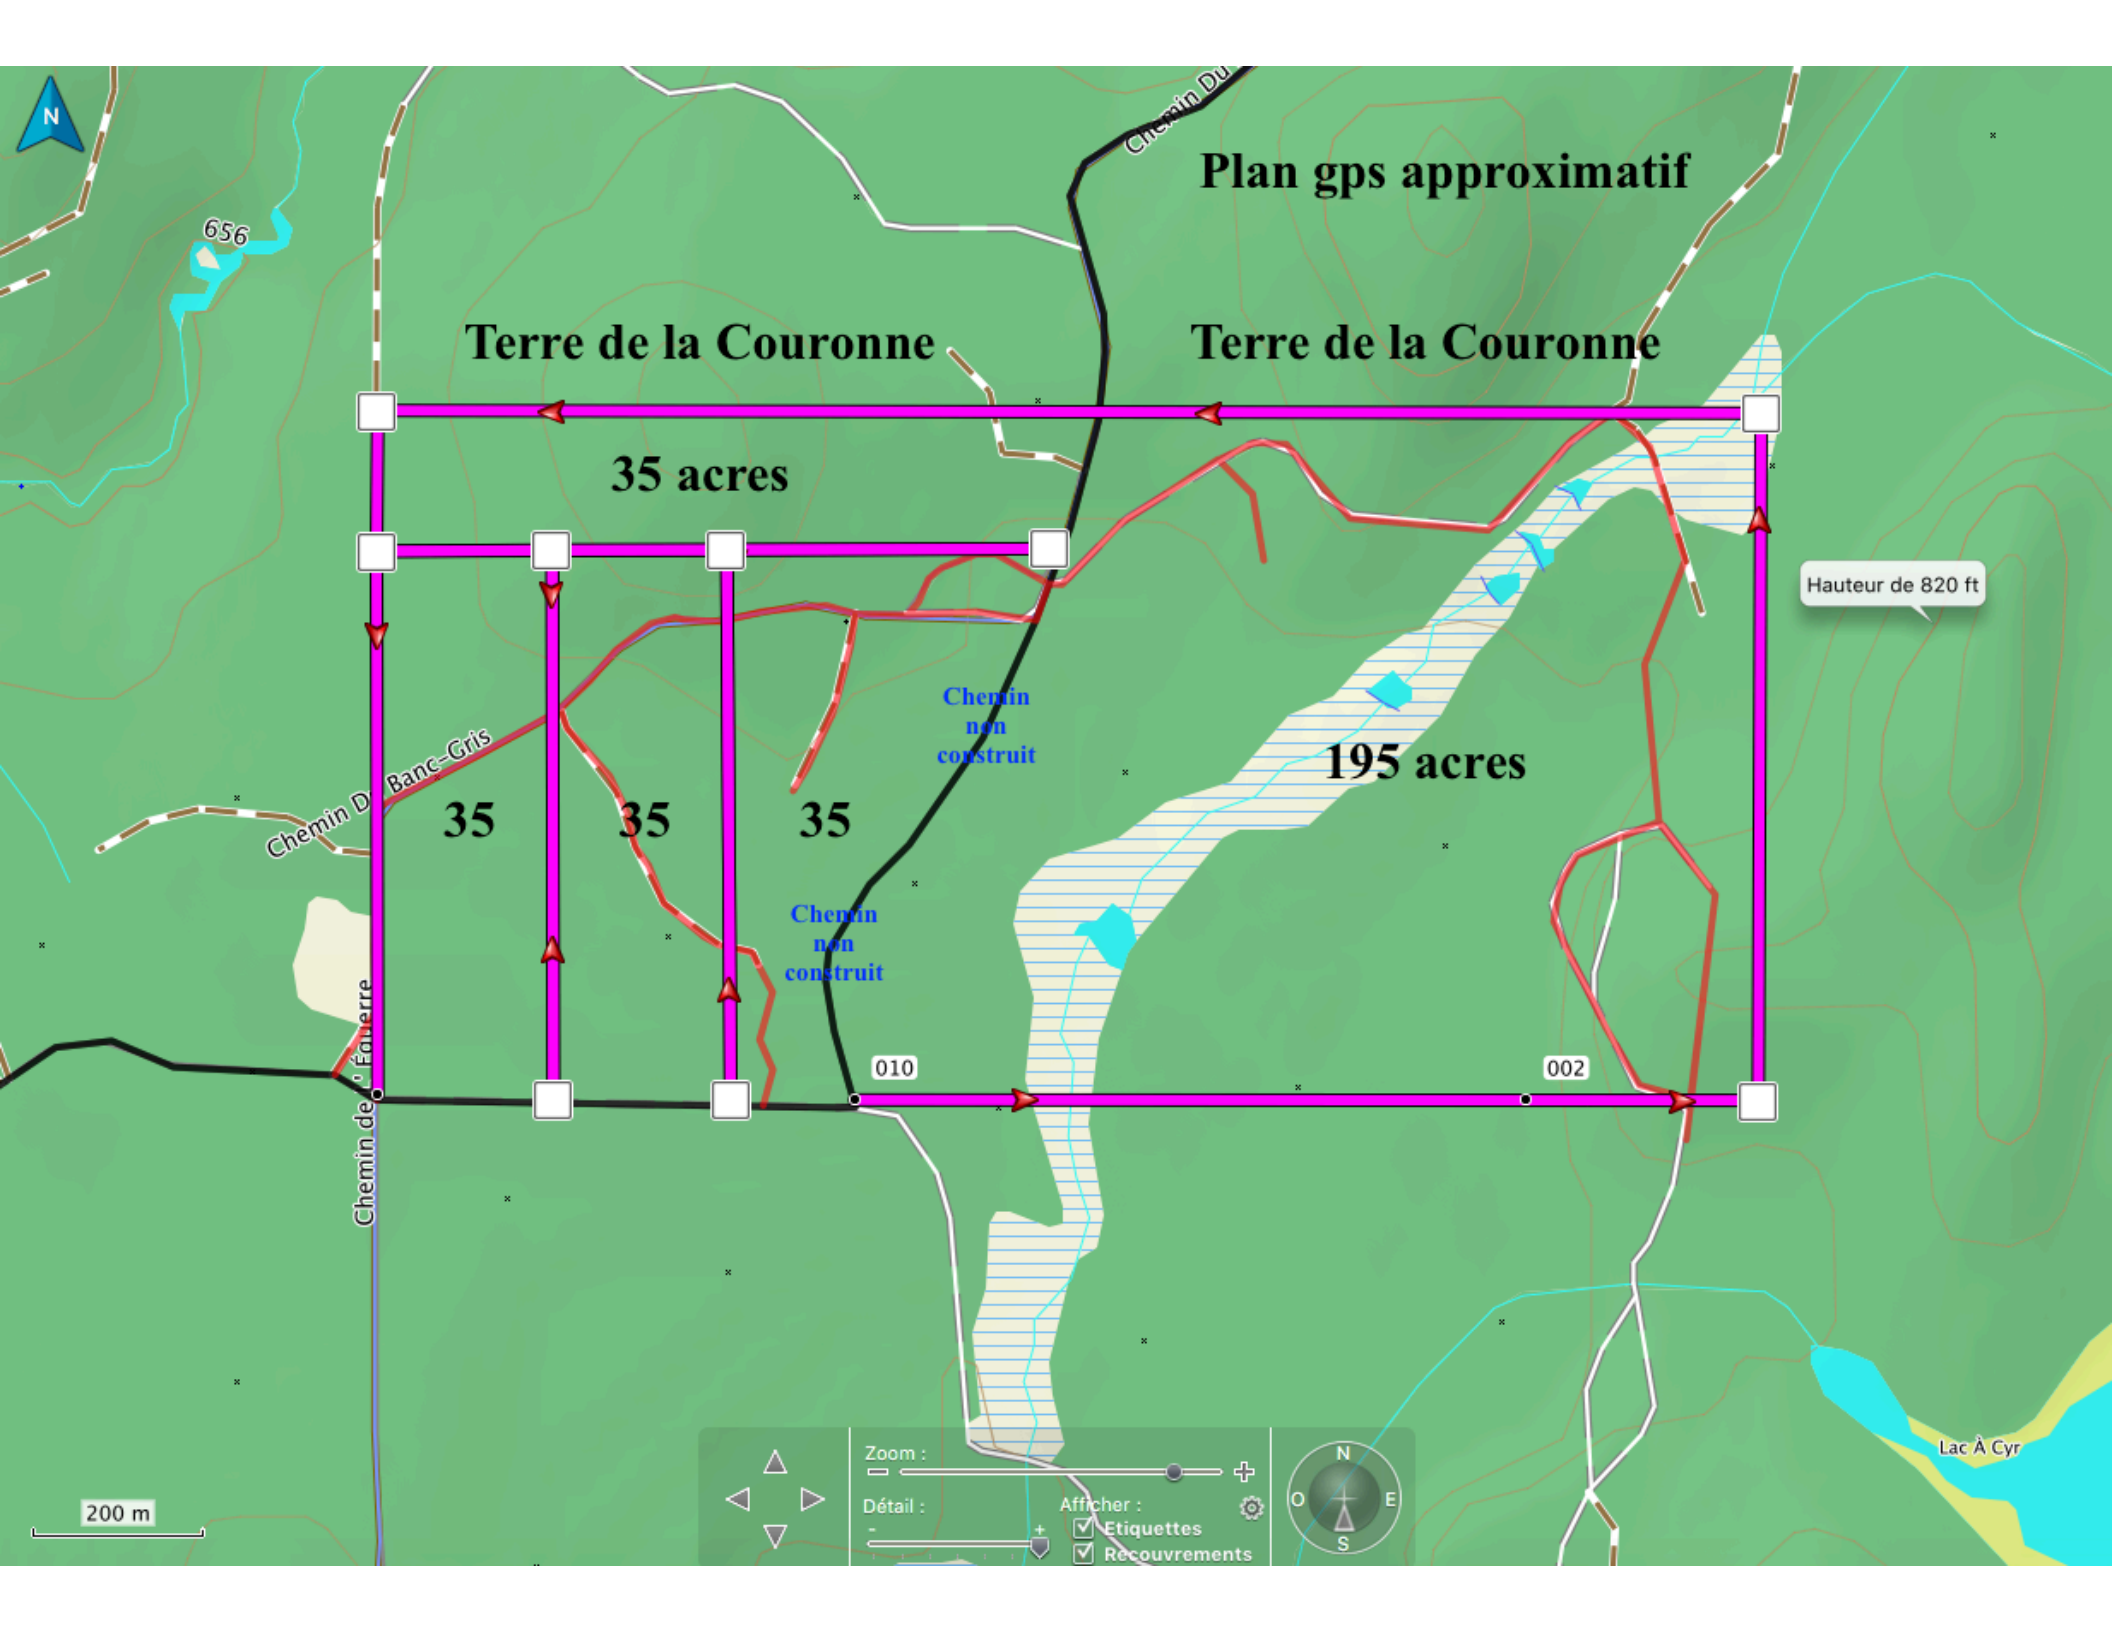 N
Chemin Du
Plan gps approximatif
656
Terre de la Couronne
Terre de la Couronne
35 acres
Hauteur de 820 ft
Chemin
non
construit
Chemin Du Banc-Gris
195 acres
35
35
35
Chemin
non
construit
Chemin de L'Équerre
010
002
Zoom :
Détail :
- +
Afficher :
Etiquettes
Recouvrements
N
O E
S
Lac À Cyr
200 m